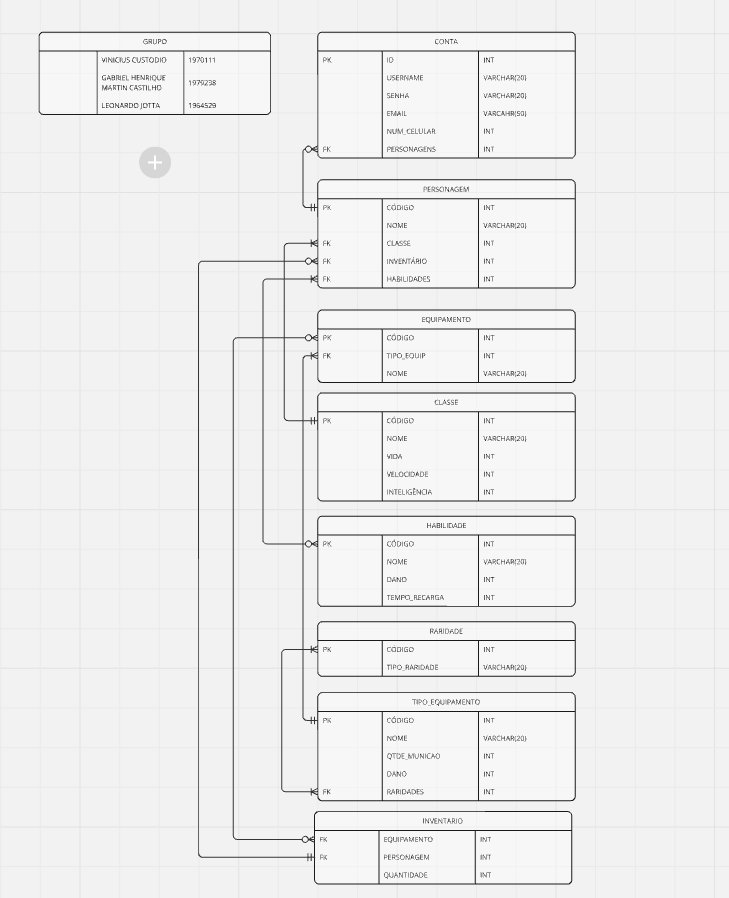 GRUPO
VINICIUS CUSTODIO 1970111
GABRIEL HENRIQUE
MARTIN CASTILHO 1979238
LEONARDO JOTTA 1964529
CONTA
PK ID INT
USERNAME VARCHAR(20)
SENHA VARCHAR(20)
EMAIL VARCAHR(50)
NUM_CELULAR INT
FK PERSONAGENS INT
PERSONAGEM
PK CÓDIGO INT
NOME VARCHAR(20)
FK CLASSE INT
FK INVENTÁRIO INT
FK HABILIDADES INT
EQUIPAMENTO
PK CÓDIGO INT
FK TIPO_EQUIP INT
NOME VARCHAR(20)
CLASSE
PK CÓDIGO INT
NOME VARCHAR(20)
VIDA INT
VELOCIDADE INT
INTELIGÊNCIA INT
HABILIDADE
PK CÓDIGO INT
NOME VARCHAR(20)
DANO INT
TEMPO_RECARGA INT
RARIDADE
PK CÓDIGO INT
TIPO_RARIDADE VARCHAR(20)
TIPO_EQUIPAMENTO
PK CÓDIGO INT
NOME VARCHAR(20)
QTDE_MUNICAO INT
DANO INT
FK RARIDADES INT
INVENTARIO
FK EQUIPAMENTO INT
FK PERSONAGEM INT
QUANTIDADE INT